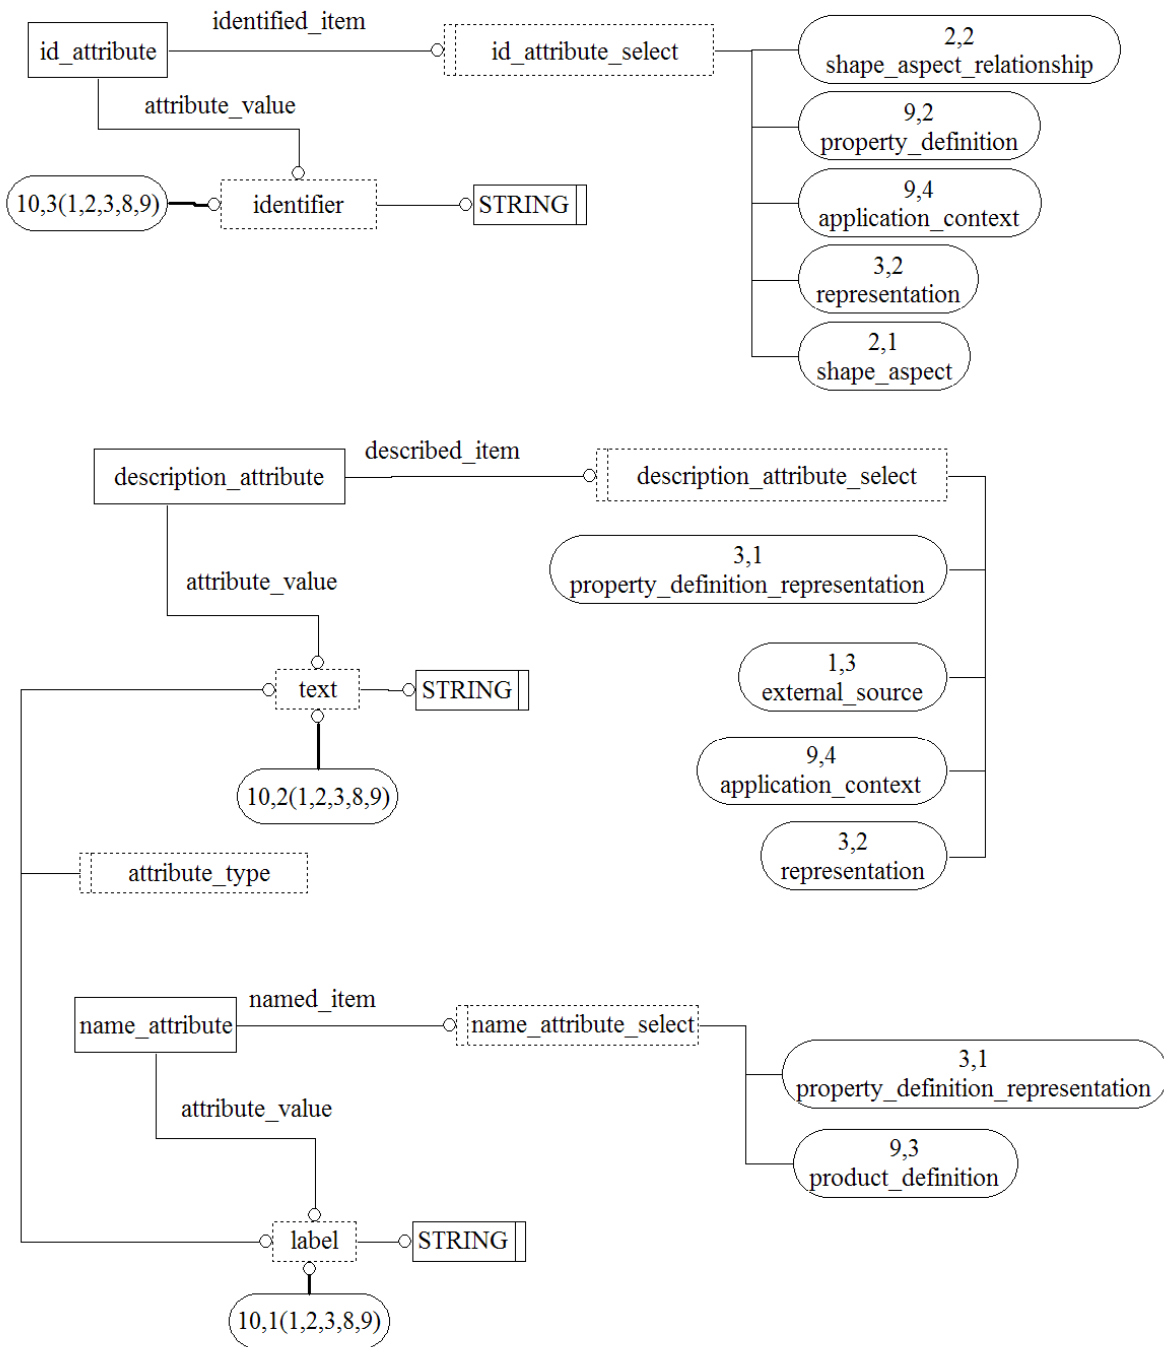 identified_item
id_attribute
id_attribute_select
2,2
shape_aspect_relationship
attribute_value
9,2
property_definition
10,3(1,2,3,8,9)
identifier
STRING
9,4
application_context
3,2
representation
2,1
shape_aspect
described_item
description_attribute
description_attribute_select
3,1
property_definition_representation
attribute_value
1,3
external_source
text
STRING
9,4
application_context
10,2(1,2,3,8,9)
3,2
representation
attribute_type
named_item
name_attribute
name_attribute_select
3,1
property_definition_representation
attribute_value
9,3
product_definition
label
STRING
10,1(1,2,3,8,9)